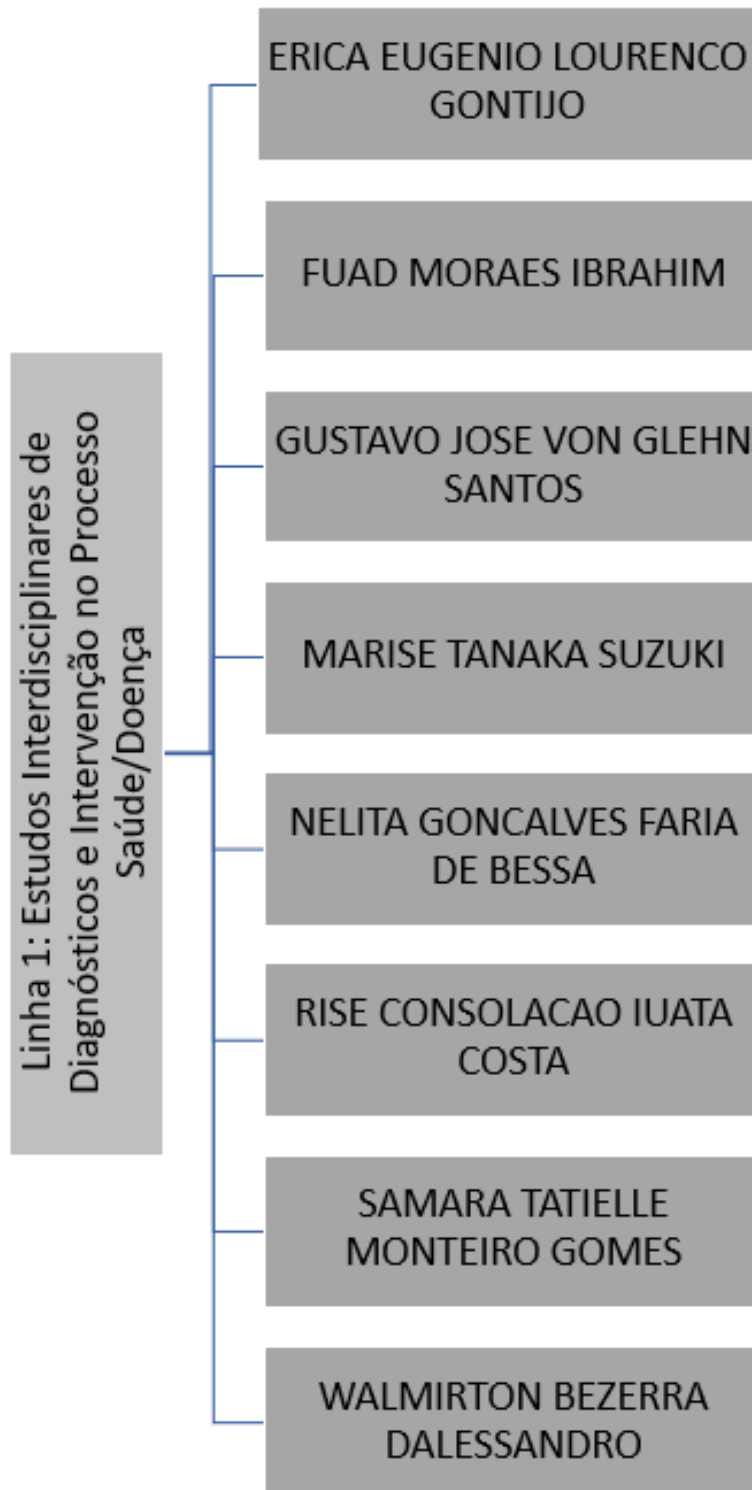 Linha 1: Estudos Interdisciplinares de
Diagnósticos e Intervenção no Processo
Saúde/Doença
ERICA EUGENIO LOURENCO
GONTIJO
FUAD MORAES IBRAHIM
GUSTAVO JOSE VON GLEHN
SANTOS
MARISE TANAKA SUZUKI
NELITA GONCALVES FARIA
DE BESSA
RISE CONSOLACAO IUATA
COSTA
SAMARA TATIELLE
MONTEIRO GOMES
WALMIRTON BEZERRA
DALESSANDRO